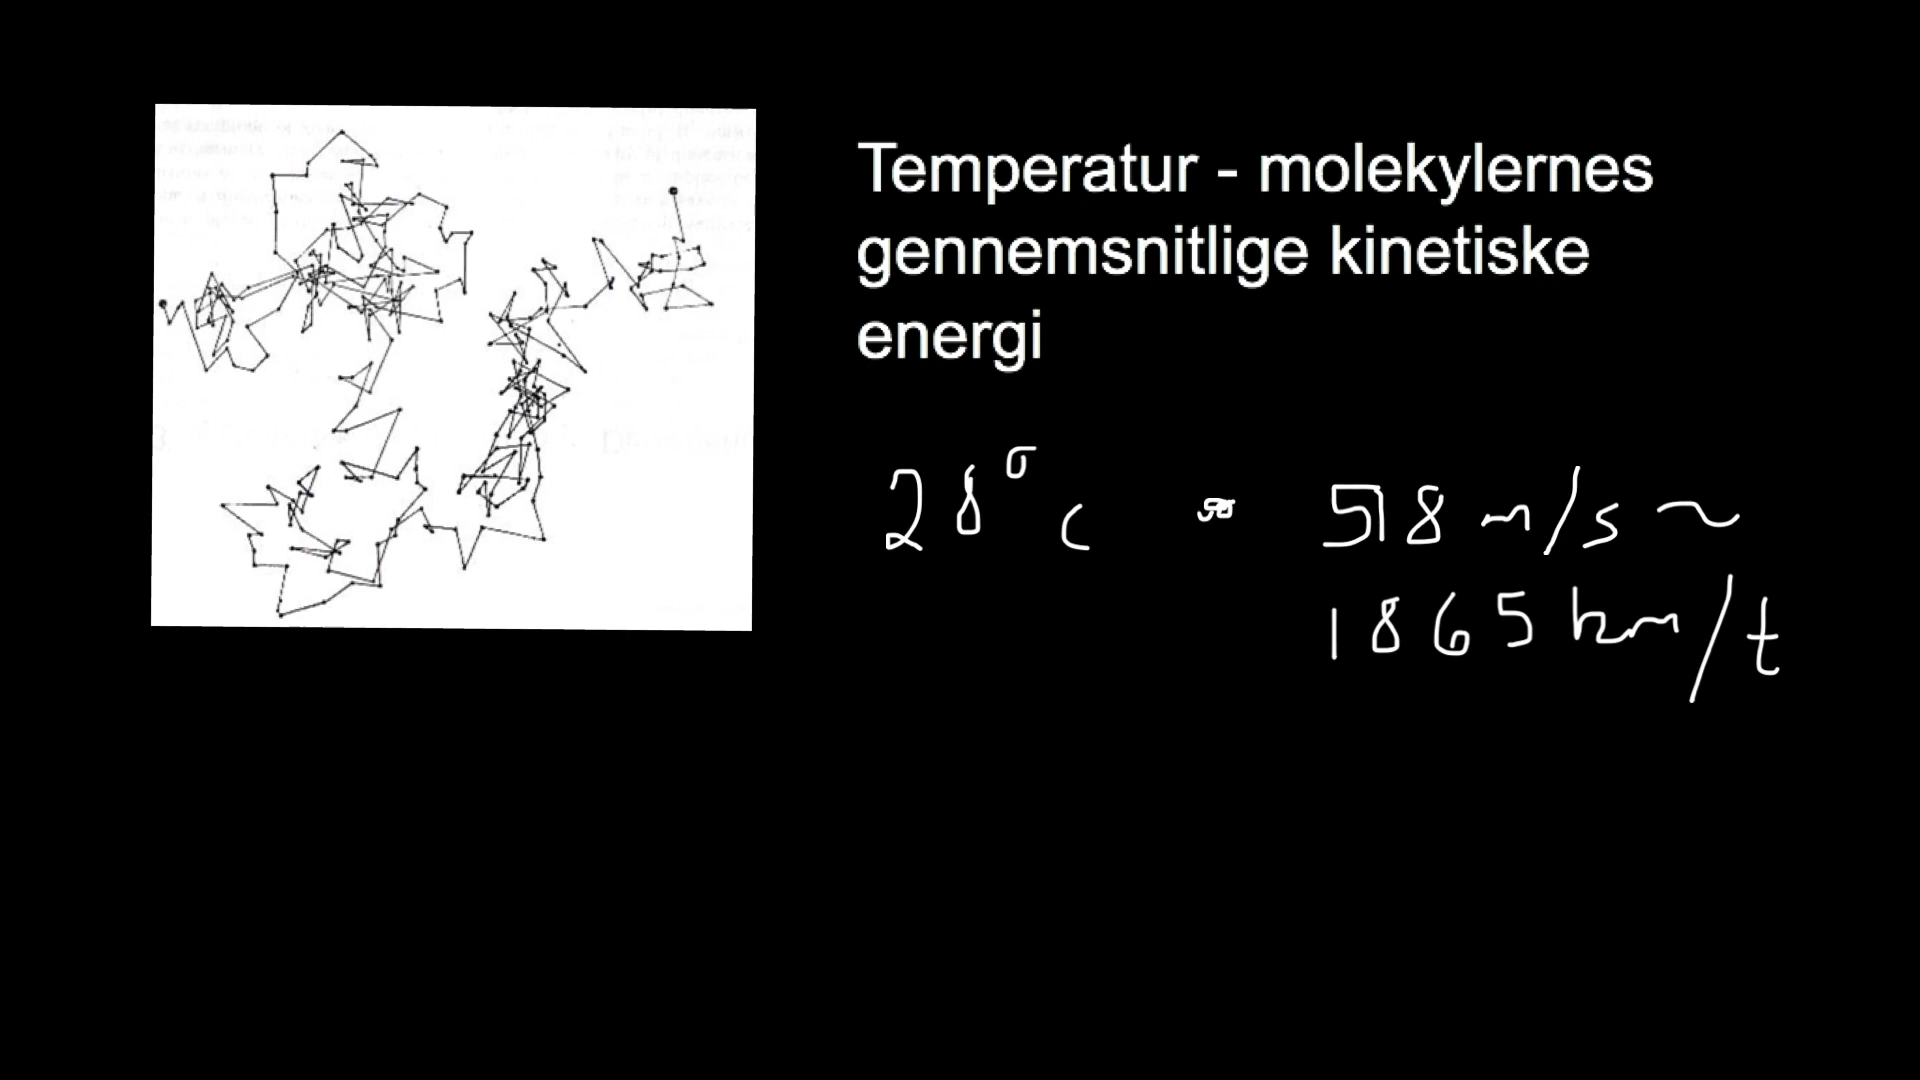 Temperatur - molekylernes
gennemsnitlige kinetiske
energi
28° c 518 m/s ~
1865 km/t